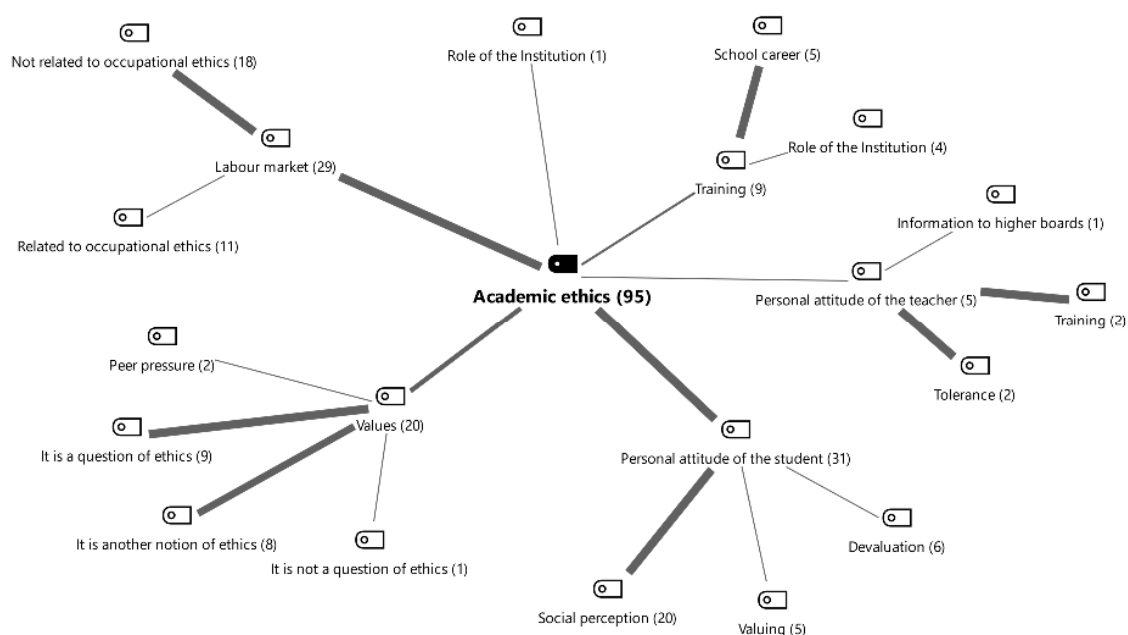 Not related to occupational ethics (18)
Role of the Institution (1)
School career (5)
Labour market (29)
Role of the Institution (4)
Training (9)
Related to occupational ethics (11)
Information to higher boards (1)
Academic ethics (95)
Personal attitude of the teacher (5)
Training (2)
Peer pressure (2)
Tolerance (2)
Values (20)
It is a question of ethics (9)
Personal attitude of the student (31)
It is another notion of ethics (8)
It is not a question of ethics (1)
Devaluation (6)
Social perception (20)
Valuing (5)